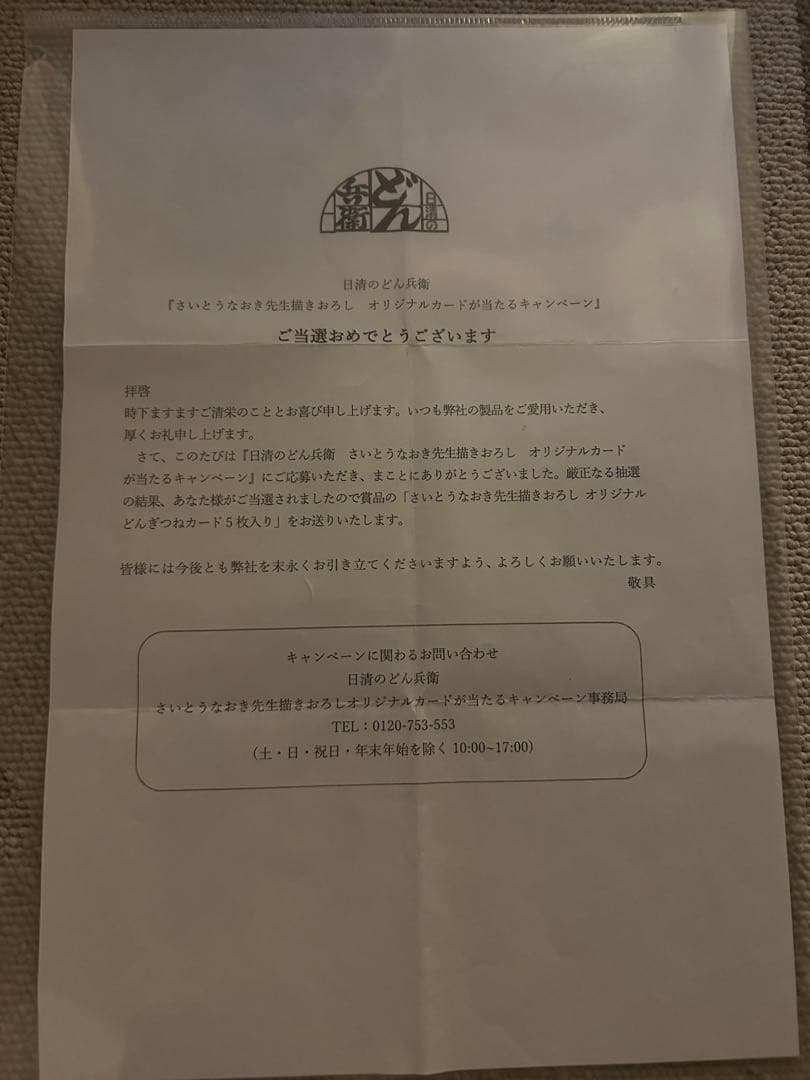 日清の
どん
兵衛
日清のどん兵衛
『さいとうなおき先生描きおろし　オリジナルカードが当たるキャンペーン』
ご当選おめでとうございます
拝啓
時下ますますご清栄のこととお喜び申し上げます。いつも弊社の製品をご愛用いただき、
厚くお礼申し上げます。
　さて、このたびは『日清のどん兵衛　さいとうなおき先生描きおろし　オリジナルカード
が当たるキャンペーン』にご応募いただき、まことにありがとうございました。厳正なる抽選
の結果、あなた様がご当選されましたので賞品の「さいとうなおき先生描きおろし オリジナル
どんぎつねカード５枚入り」をお送りいたします。
皆様には今後とも弊社を末永くお引き立てくださいますよう、よろしくお願いいたします。
敬具
キャンペーンに関わるお問い合わせ
日清のどん兵衛
さいとうなおき先生描きおろしオリジナルカードが当たるキャンペーン事務局
TEL：0120-753-553
（土・日・祝日・年末年始を除く 10:00~17:00）